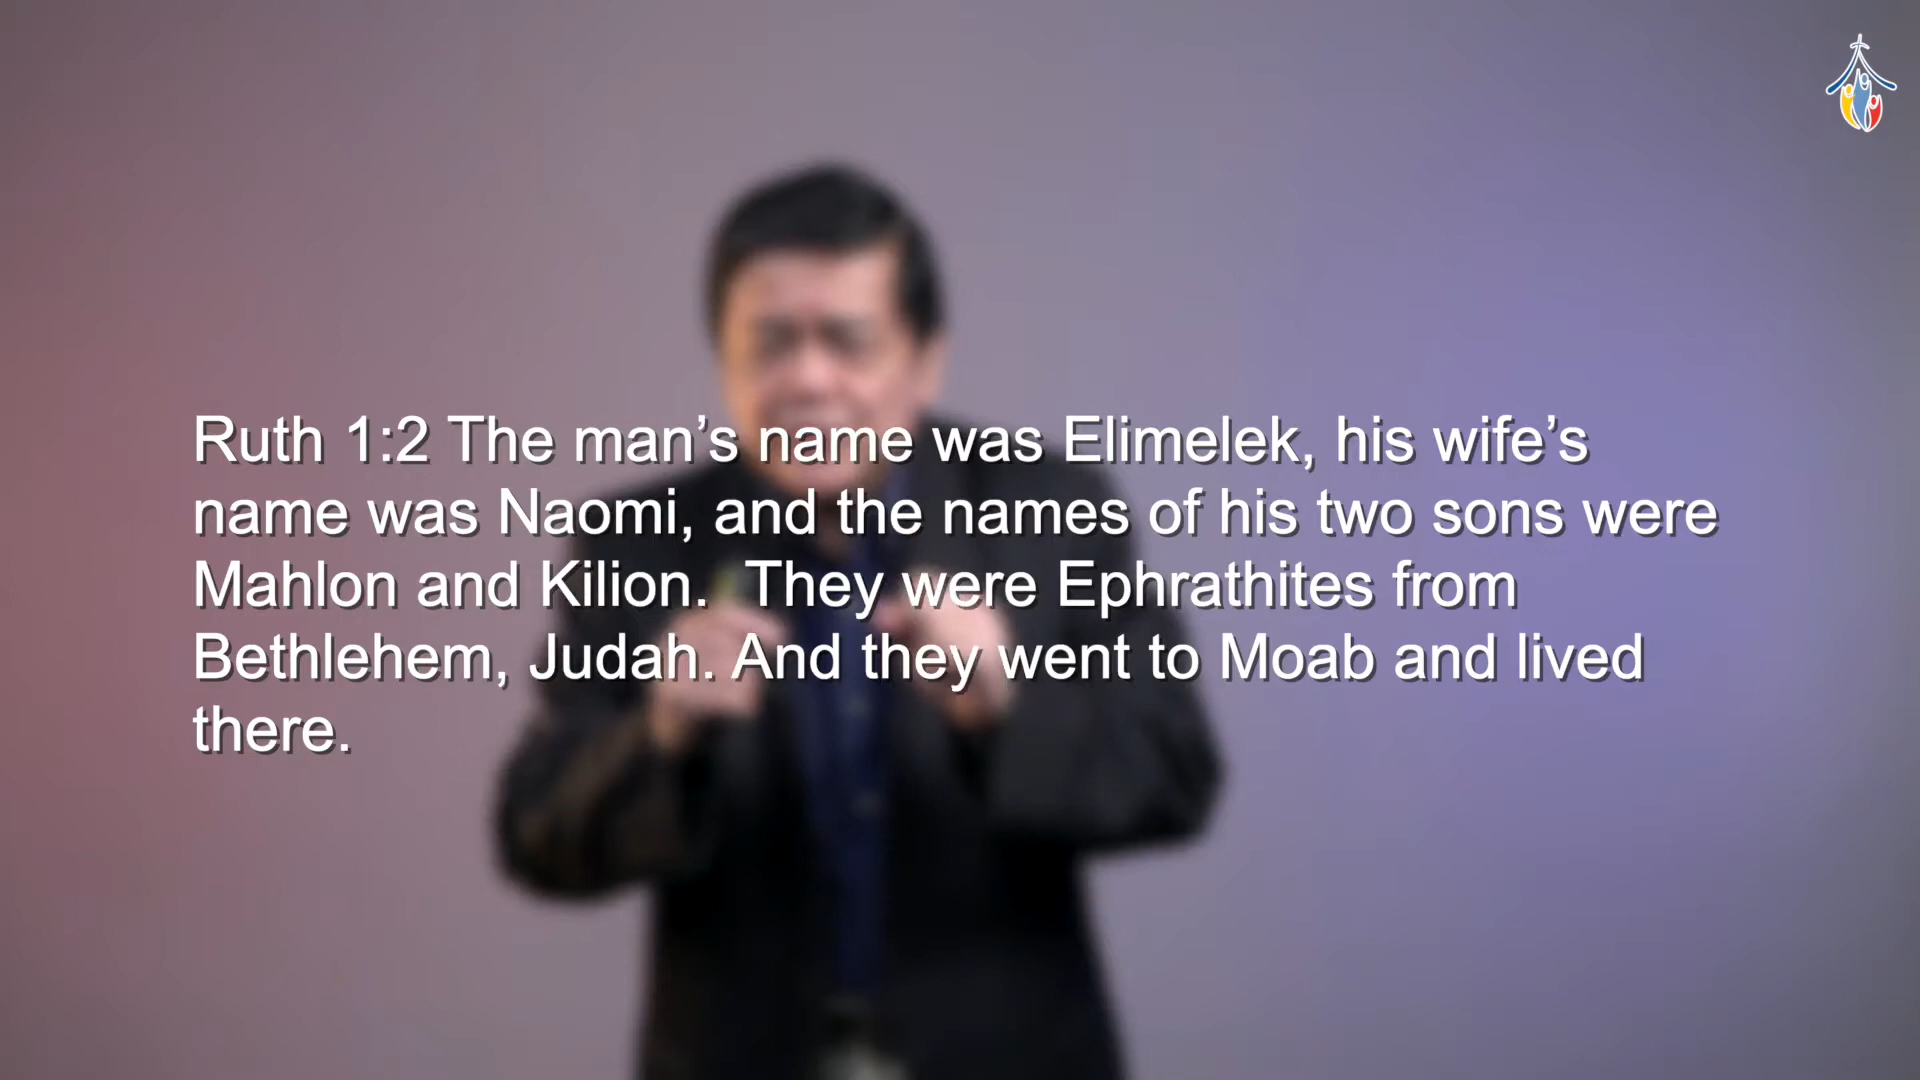 Ruth 1:2 The man’s name was Elimelek, his wife’s
name was Naomi, and the names of his two sons were
Mahlon and Kilion.  They were Ephrathites from
Bethlehem, Judah. And they went to Moab and lived
there.